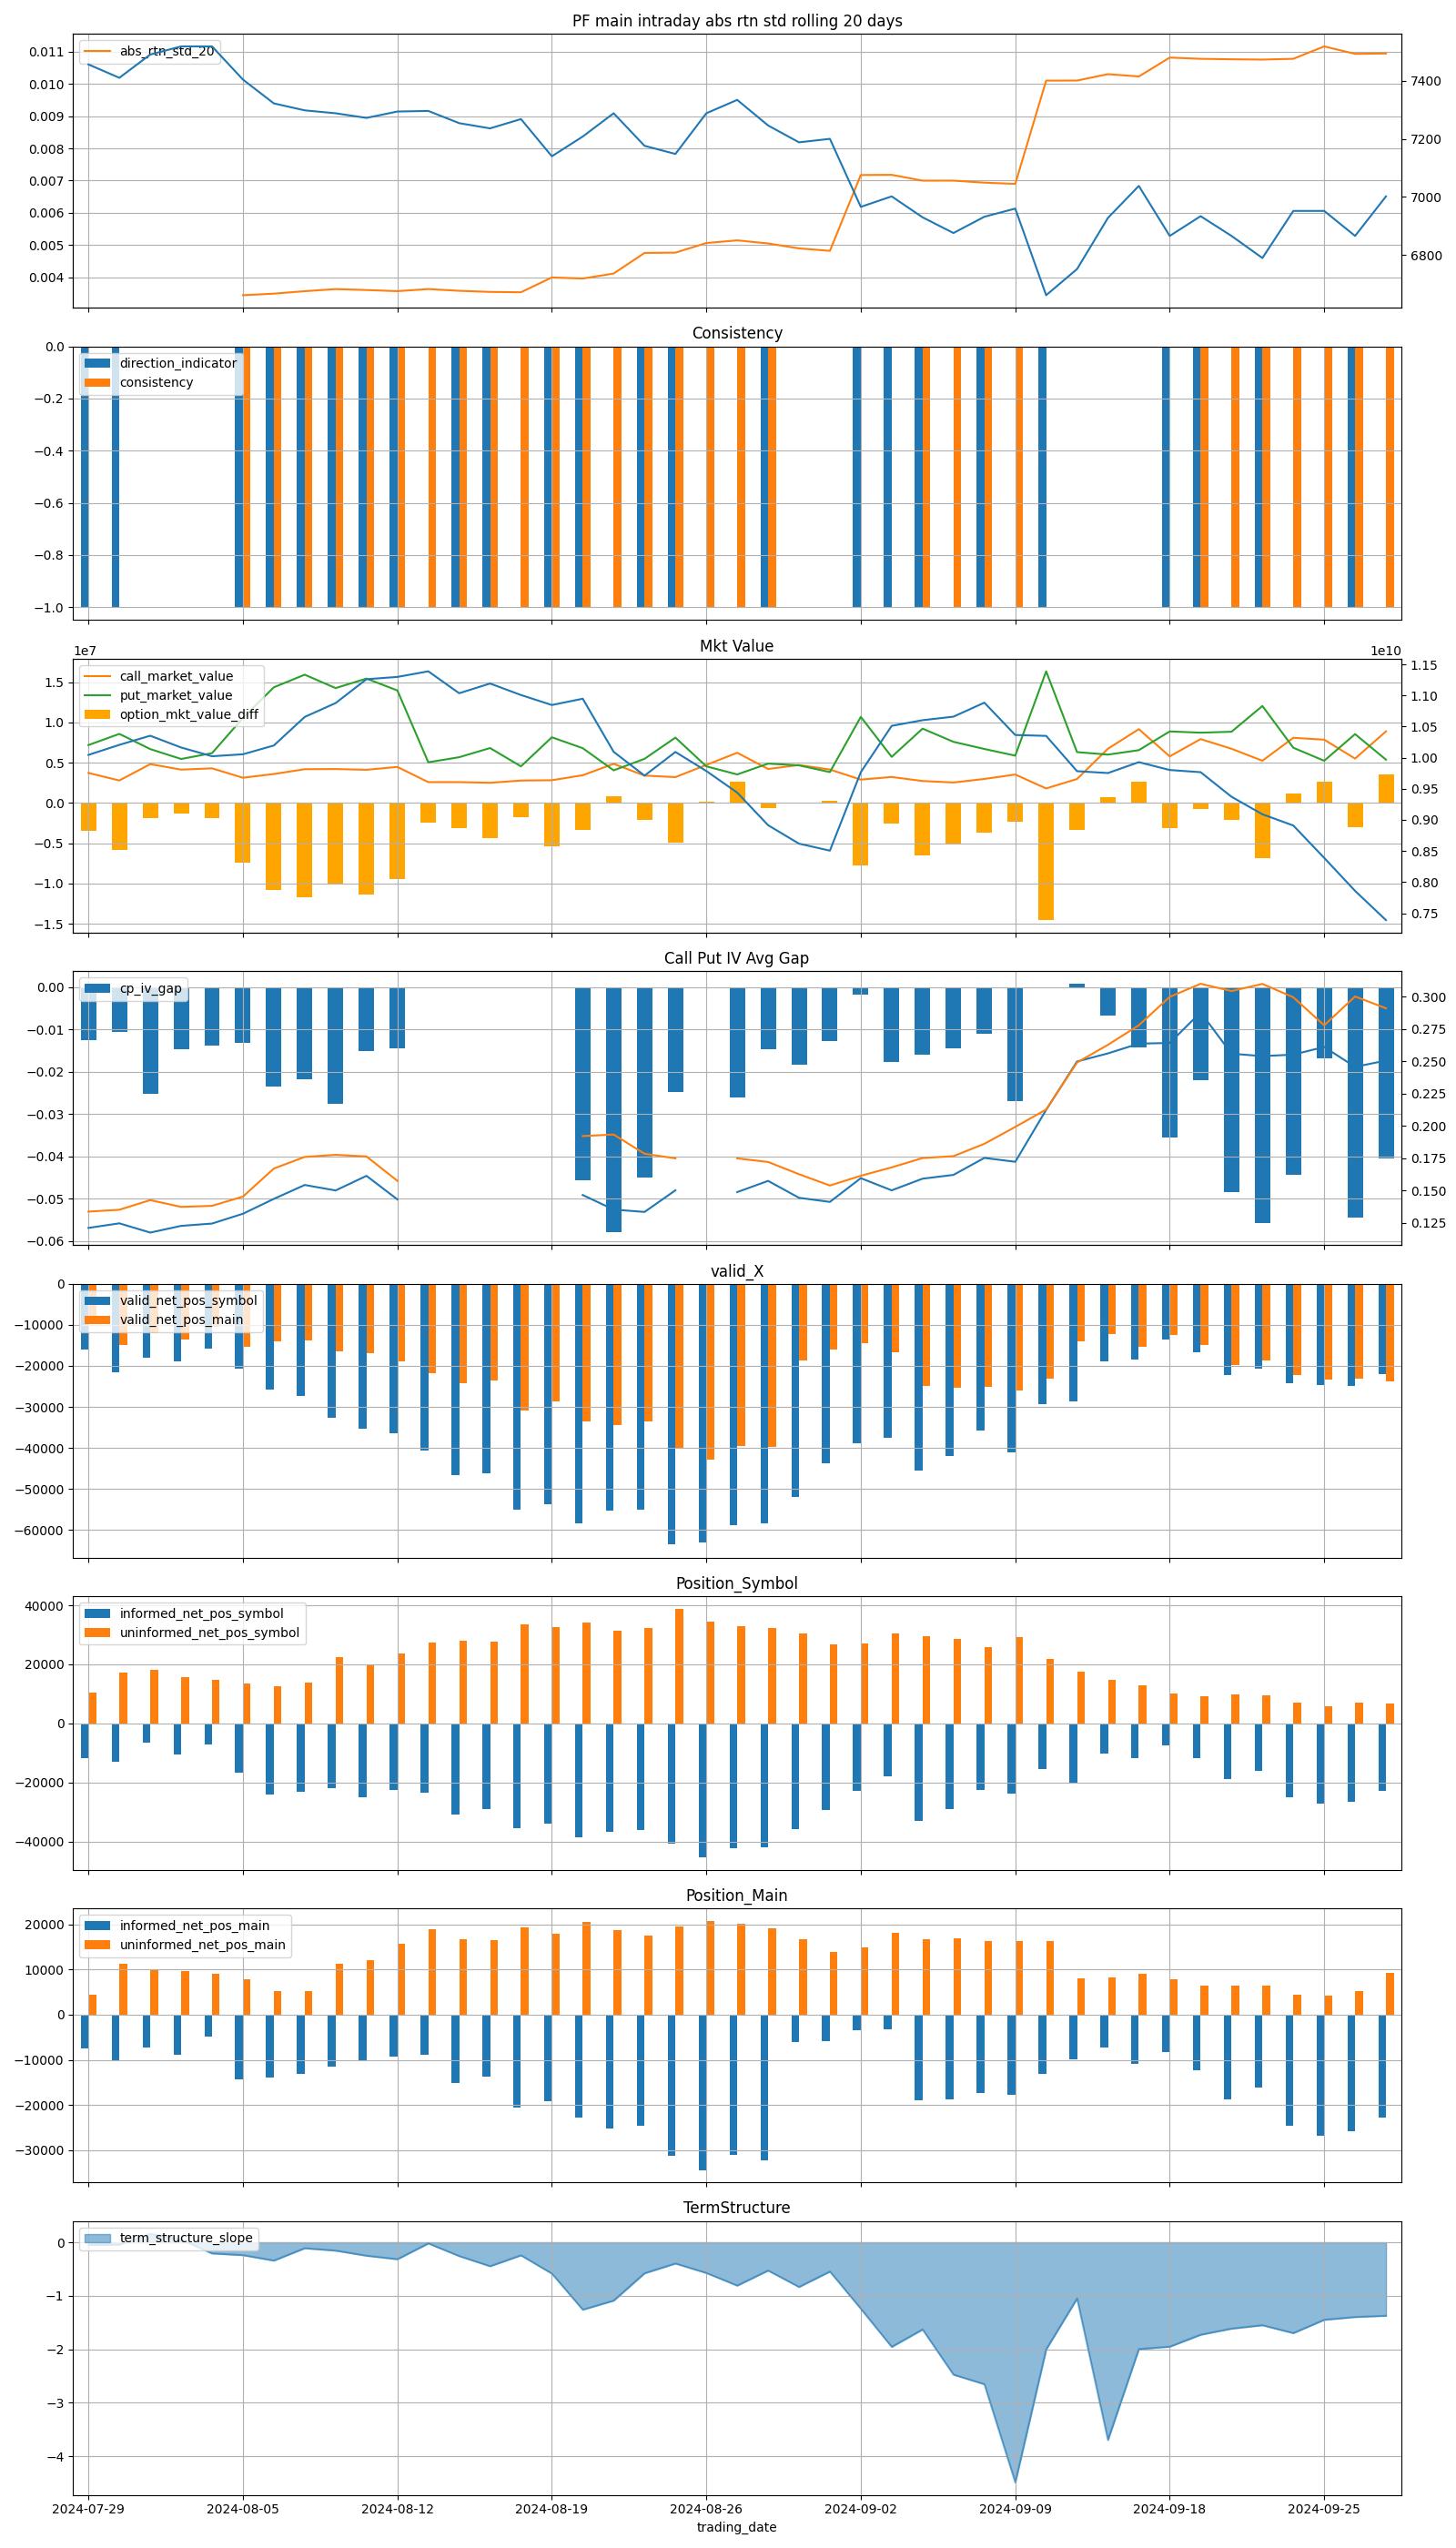 PF main intraday abs rtn std rolling 20 days
abs_rtn_std_20
0.011
0.010
0.009
0.008
0.007
0.006
0.005
0.004
7400
7200
7000
6800
Consistency
direction_indicator
consistency
0.0
−0.2
−0.4
−0.6
−0.8
−1.0
Mkt Value
1e7
1e10
call_market_value
put_market_value
option_mkt_value_diff
1.5
1.0
0.5
0.0
−0.5
−1.0
−1.5
1.15
1.10
1.05
1.00
0.95
0.90
0.85
0.80
0.75
Call Put IV Avg Gap
cp_iv_gap
0.00
−0.01
−0.02
−0.03
−0.04
−0.05
−0.06
0.300
0.275
0.250
0.225
0.200
0.175
0.150
0.125
valid_X
valid_net_pos_symbol
valid_net_pos_main
0
−10000
−20000
−30000
−40000
−50000
−60000
Position_Symbol
informed_net_pos_symbol
uninformed_net_pos_symbol
40000
20000
0
−20000
−40000
Position_Main
informed_net_pos_main
uninformed_net_pos_main
20000
10000
0
−10000
−20000
−30000
TermStructure
term_structure_slope
0
−1
−2
−3
−4
2024-07-29 2024-08-05 2024-08-12 2024-08-19 2024-08-26 2024-09-02 2024-09-09 2024-09-18 2024-09-25
trading_date